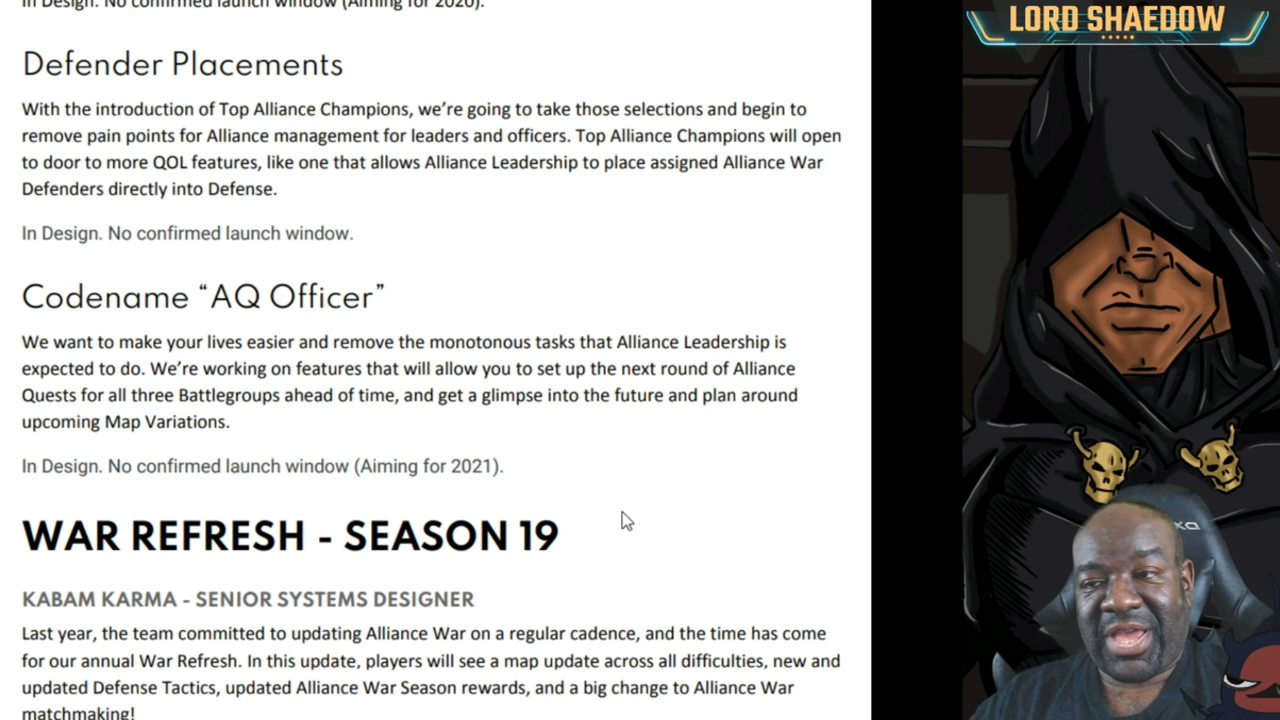 In Design. No confirmed launch window (Aiming for 2020).
LORD SHAEDOW
Defender Placements
With the introduction of Top Alliance Champions, we’re going to take those selections and begin to
remove pain points for Alliance management for leaders and officers. Top Alliance Champions will open
to door to more QOL features, like one that allows Alliance Leadership to place assigned Alliance War
Defenders directly into Defense.
In Design. No confirmed launch window.
Codename “AQ Officer”
We want to make your lives easier and remove the monotonous tasks that Alliance Leadership is
expected to do. We’re working on features that will allow you to set up the next round of Alliance
Quests for all three Battlegroups ahead of time, and get a glimpse into the future and plan around
upcoming Map Variations.
In Design. No confirmed launch window (Aiming for 2021).
WAR REFRESH - SEASON 19
KABAM KARMA - SENIOR SYSTEMS DESIGNER
Last year, the team committed to updating Alliance War on a regular cadence, and the time has come
for our annual War Refresh. In this update, players will see a map update across all difficulties, new and
updated Defense Tactics, updated Alliance War Season rewards, and a big change to Alliance War
matchmaking!